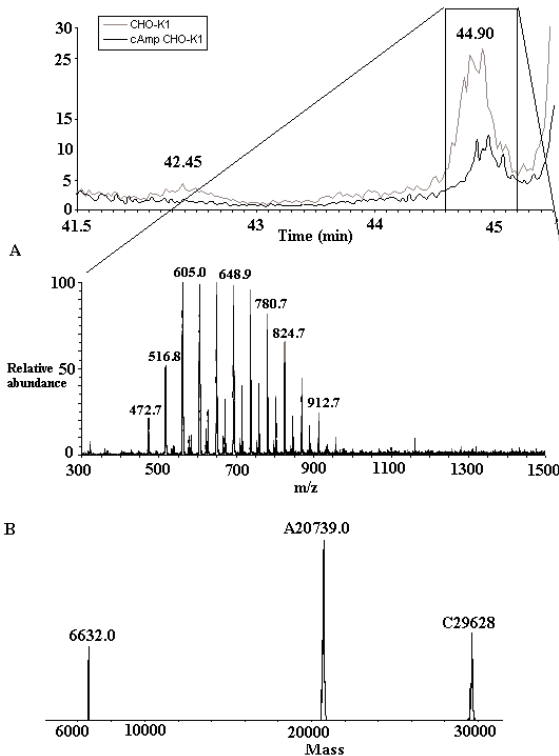 CHO-K1
cAmp CHO-K1
44.90
42.45
30
25
15
10
5
0
41.5 43 44 45
Time (min)
A
605.0 648.9
780.7
824.7
516.8
472.7
912.7
100
50
0
Relative
abundance
300 500 700 900 1100 1300 1500
m/z
B
A20739.0
6632.0
C29628
6000 10000 20000 30000
Mass